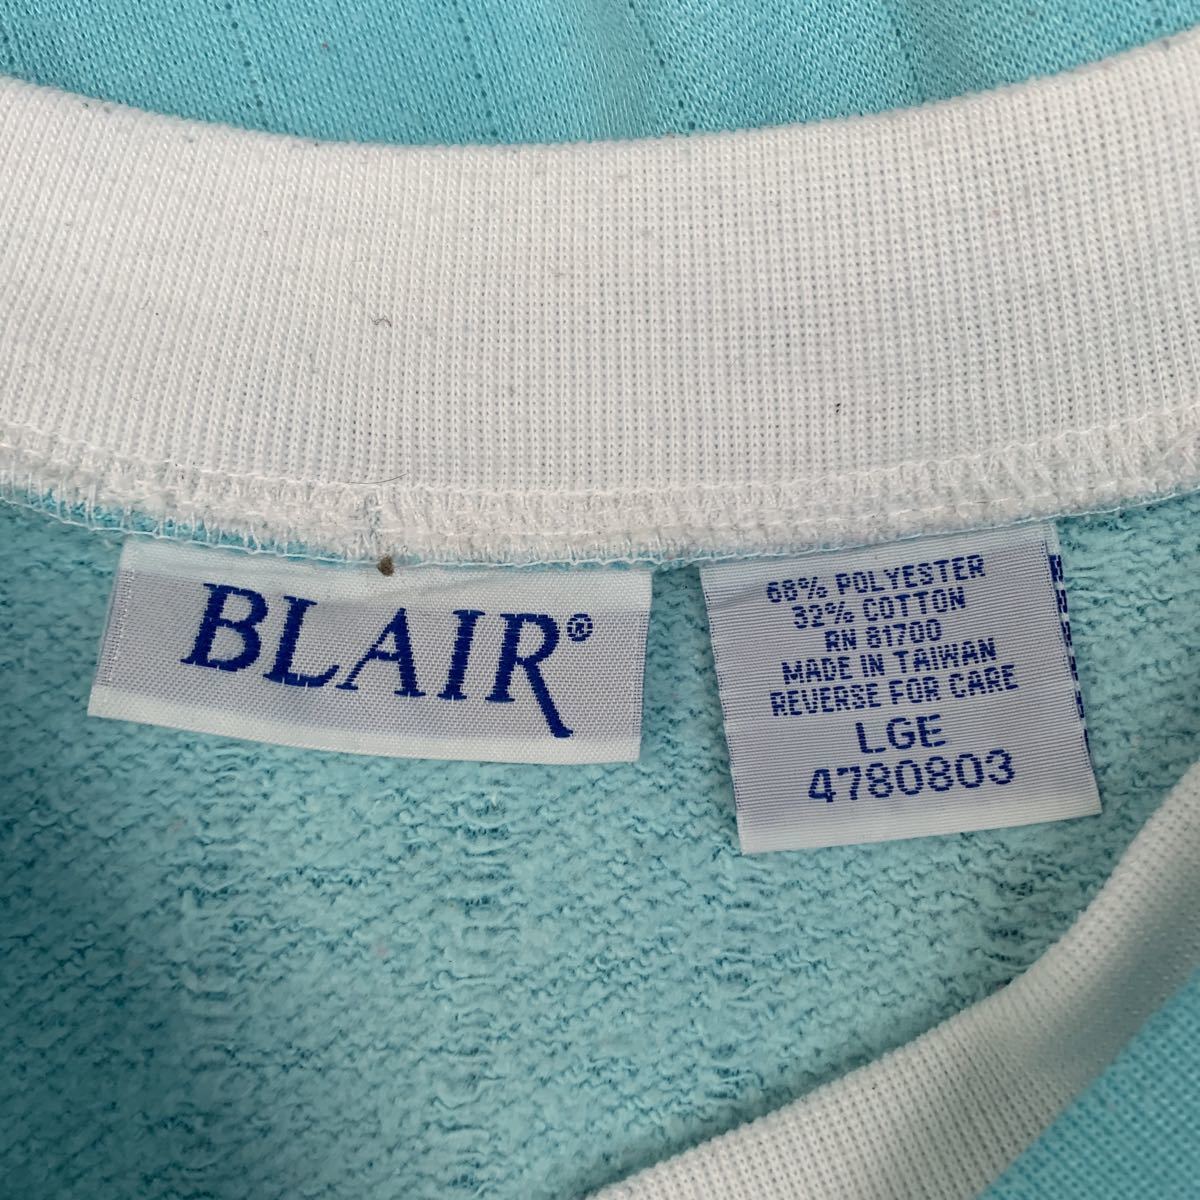 BLAIR®
68% POLYESTER
32% COTTON
RN 81700
MADE IN TAIWAN
REVERSE FOR CARE
LGE
4780803